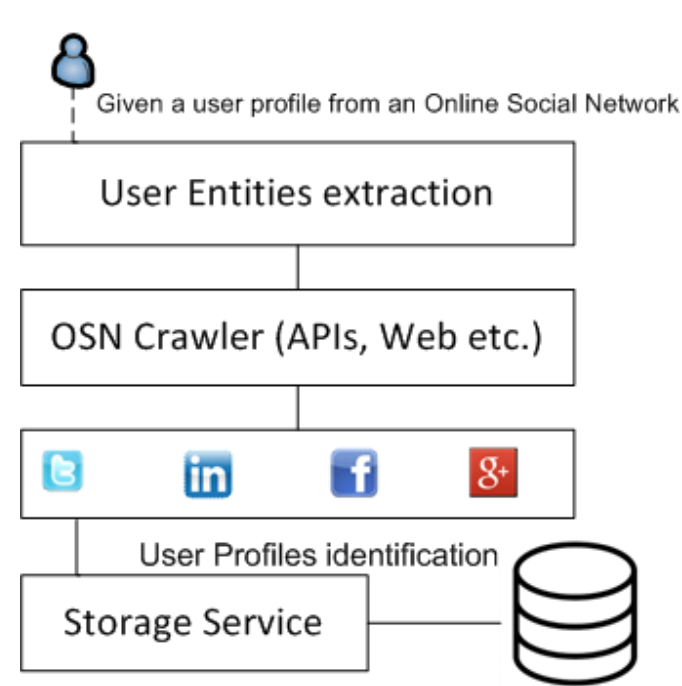 Given a user profile from an Online Social Network
User Entities extraction
OSN Crawler (APIs, Web etc.)
t in f g+
User Profiles identification
Storage Service